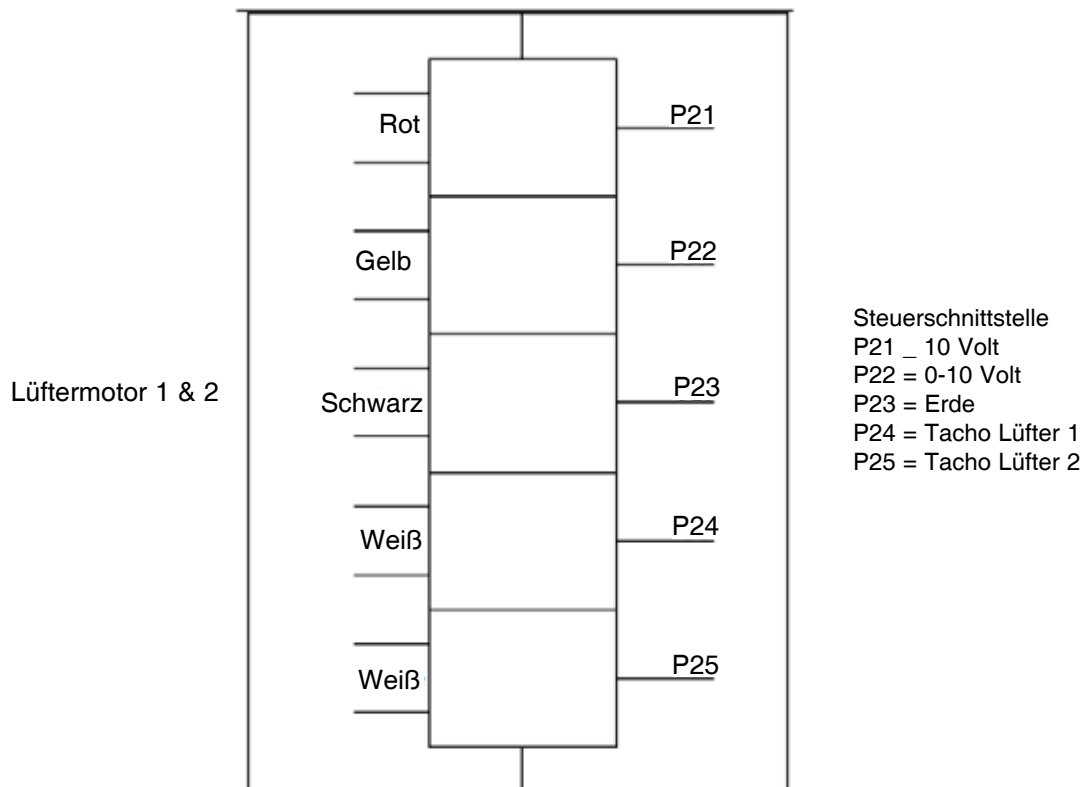 Rot
P21
Gelb
P22
Lüftermotor 1 & 2
Schwarz
P23
Weiß
P24
Weiß
P25
Steuerschnittstelle
P21 _ 10 Volt
P22 = 0-10 Volt
P23 = Erde
P24 = Tacho Lüfter 1
P25 = Tacho Lüfter 2